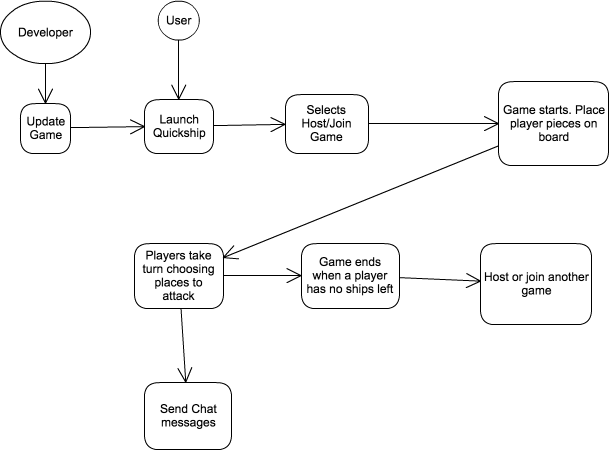 Developer
User
Update
Game
Launch
Quickship
Selects
Host/Join
Game
Game starts. Place
player pieces on
board
Players take
turn choosing
places to
attack
Game ends
when a player
has no ships left
Host or join another
game
Send Chat
messages